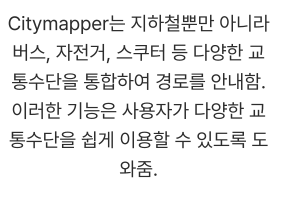 Citymapper는 지하철뿐만 아니라
버스, 자전거, 스쿠터 등 다양한 교
통수단을 통합하여 경로를 안내함.
이러한 기능은 사용자가 다양한 교
통수단을 쉽게 이용할 수 있도록 도
와줌.